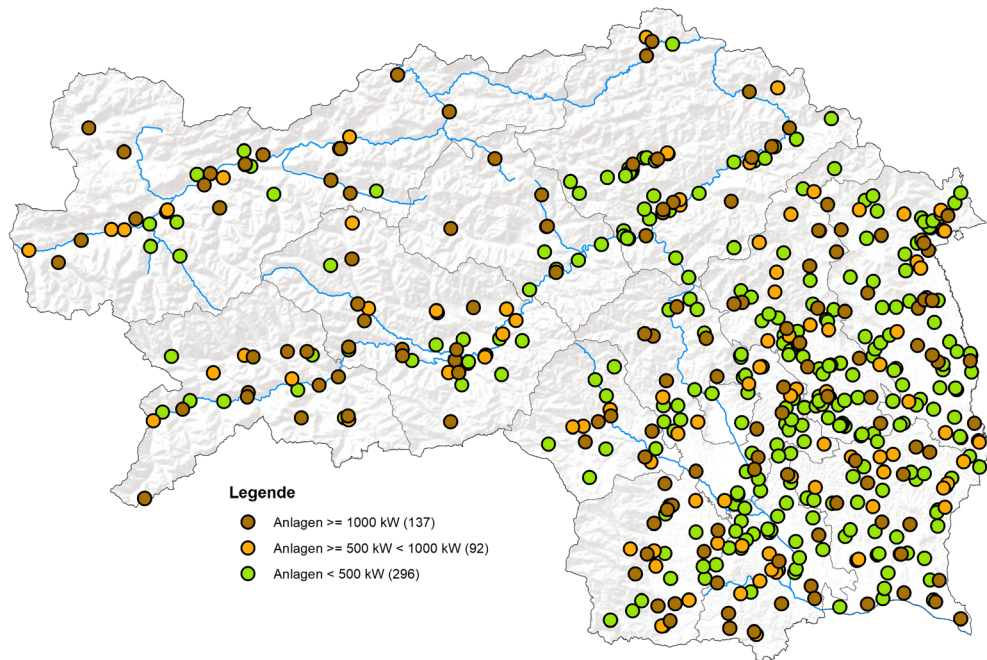 Legende
Anlagen >= 1000 kW (137)
Anlagen >= 500 kW < 1000 kW (92)
Anlagen < 500 kW (296)